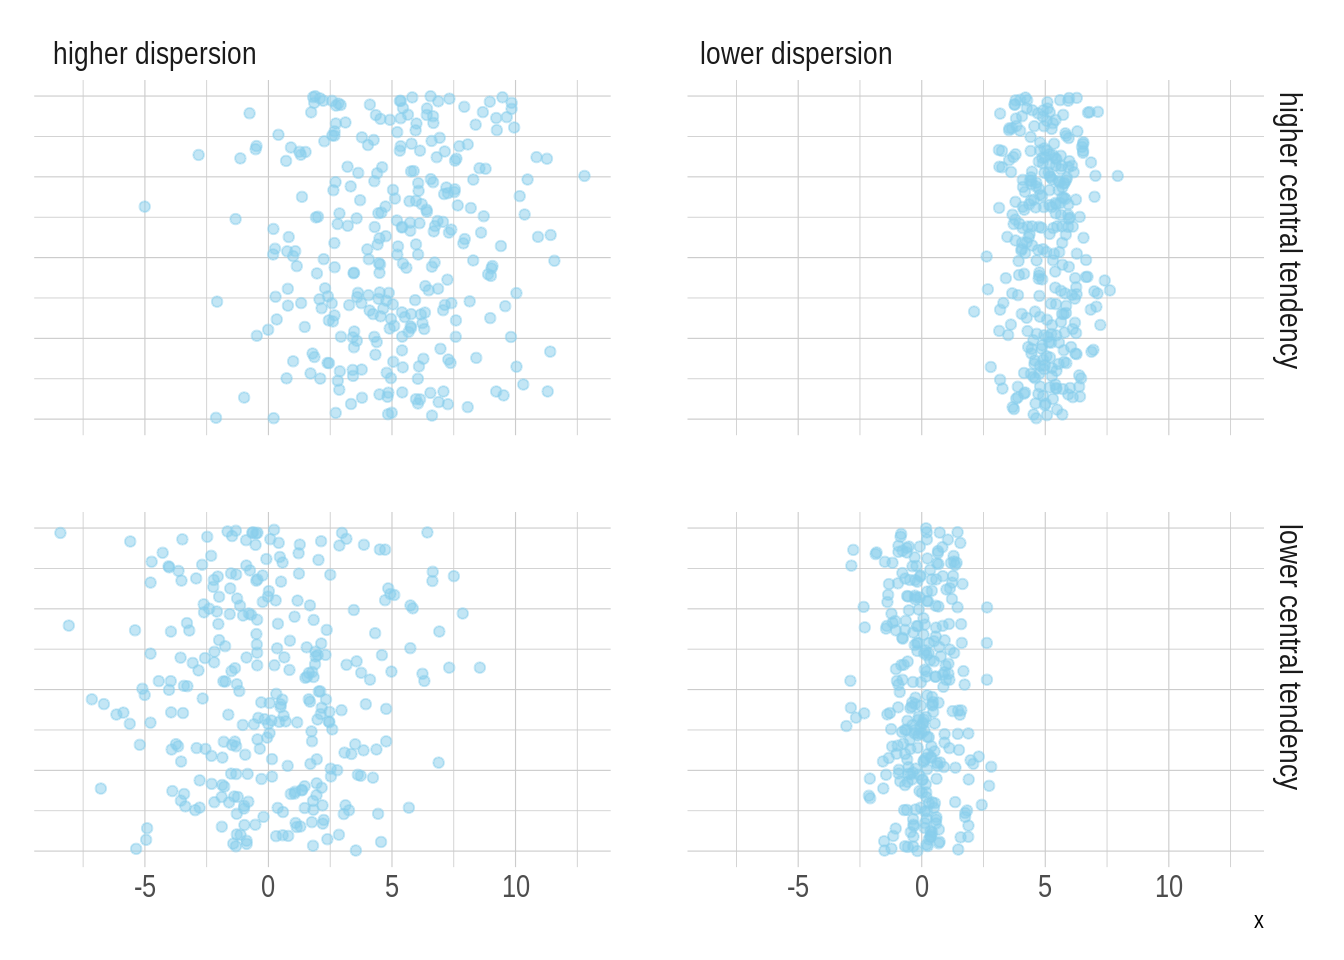 higher dispersion
lower dispersion
higher central tendency
lower central tendency
-5 0 5 10
-5 0 5 10
x